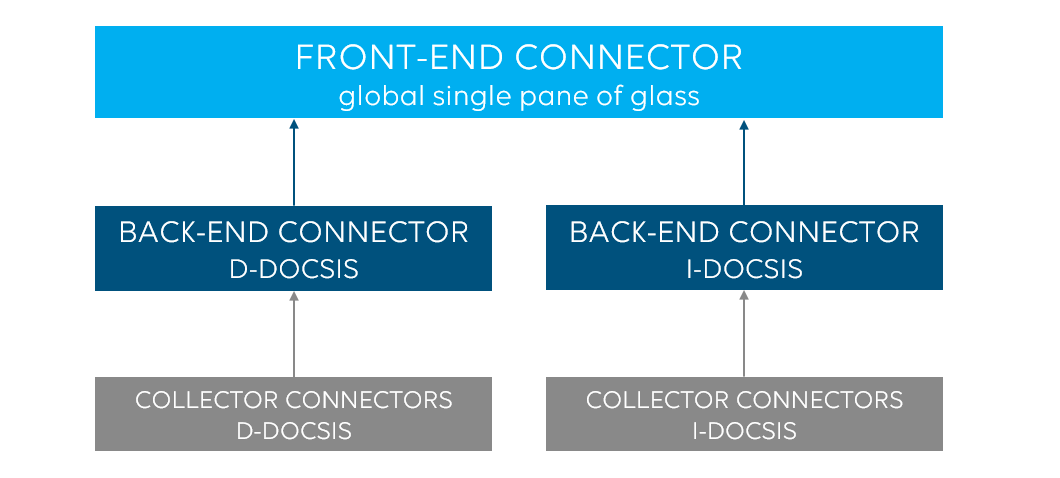 FRONT-END CONNECTOR
global single pane of glass
BACK-END CONNECTOR
D-DOCSIS
BACK-END CONNECTOR
I-DOCSIS
COLLECTOR CONNECTORS
D-DOCSIS
COLLECTOR CONNECTORS
I-DOCSIS